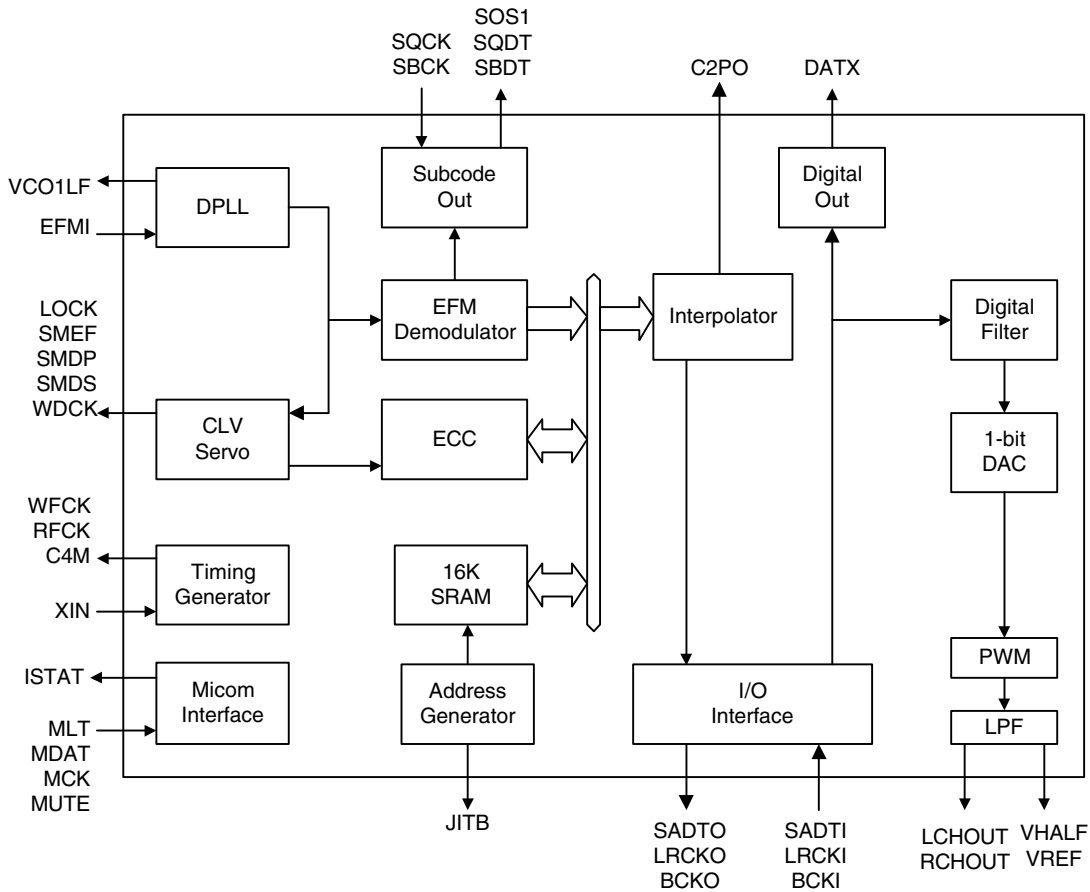 SOS1
SQCK
SQDT
SBCK
SBDT
C2PO
DATX
Subcode
Out
Digital
Out
VCO1LF
DPLL
EFMI
LOCK
SMEF
SMDP
SMDS
WDCK
EFM
Demodulator
Interpolator
Digital
Filter
CLV
Servo
ECC
1-bit
DAC
WFCK
RFCK
C4M
XIN
Timing
Generator
16K
SRAM
ISTAT
MLT
MDAT
MCK
MUTE
Micom
Interface
Address
Generator
I/O
Interface
PWM
LPF
JITB
SADTO
LRCKO
BCKO
SADTI
LRCKI
BCKI
LCHOUT
RCHOUT
VHALF
VREF